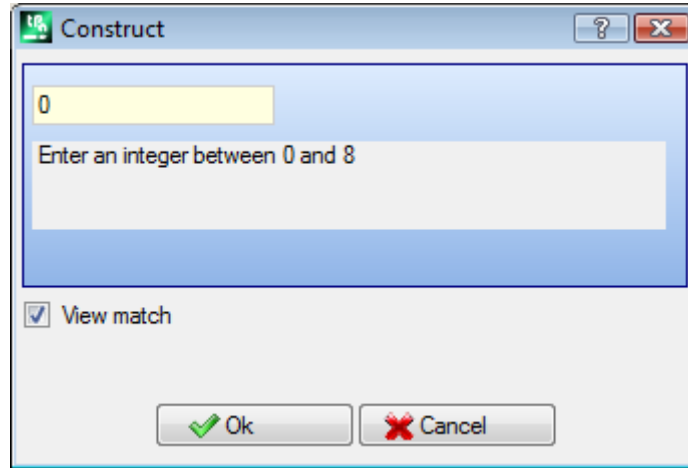 Construct
0
Enter an integer between 0 and 8
View match
Ok
Cancel